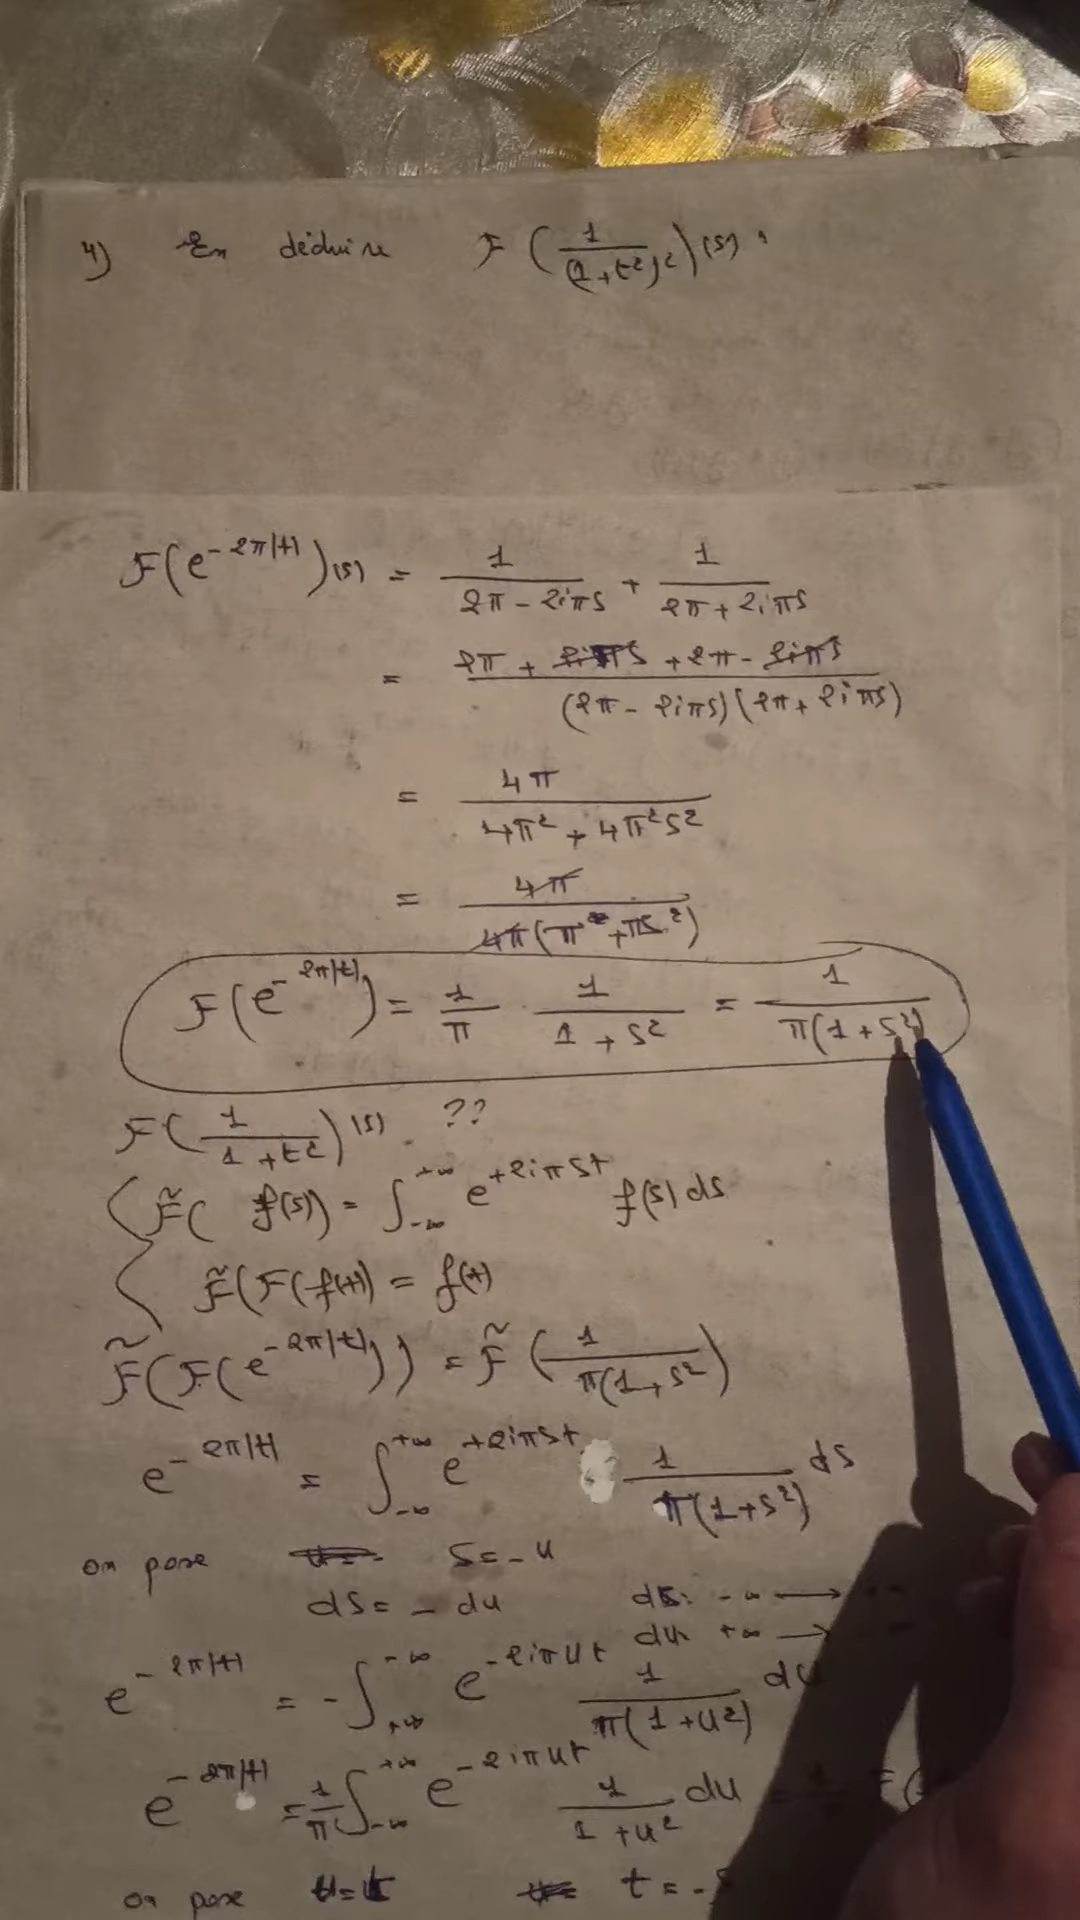 4) En déduire F(1/(1+t²)²)(s).
F(e^{-2π|t|})(s) = 1/(2π - 2iπs) + 1/(2π + 2iπs)
= (2π + 2iπs + 2π - 2iπs)/((2π - 2iπs)(2π + 2iπs))
= 4π/(4π² + 4π²s²)
= 4π/(4π(π + πs²))
F(e^{-2π|t|}) = 1/π · 1/(1 + s²) = 1/(π(1 + s²))
F(1/(1+t²))(s) ??
F̃( f(s)) = ∫_{-∞}^{+∞} e^{+2iπst} f(s) ds
F̃(F(f(t)) = f(t)
F̃(F(e^{-2π|t|})) = F̃(1/(π(1+s²))
e^{-2π|t|} = ∫_{-∞}^{+∞} e^{+2iπst} 1/(π(1+s²)) ds
on pose s = -u
ds = - du ds: -∞ →
du +∞ →
e^{-2π|t|} = -∫_{+∞}^{-∞} e^{-2iπut} 1/(π(1+u²)) du
e^{-2π|t|} = 1/π ∫_{-∞}^{+∞} e^{-2iπut} 1/(1+u²) du =
on pose t = -